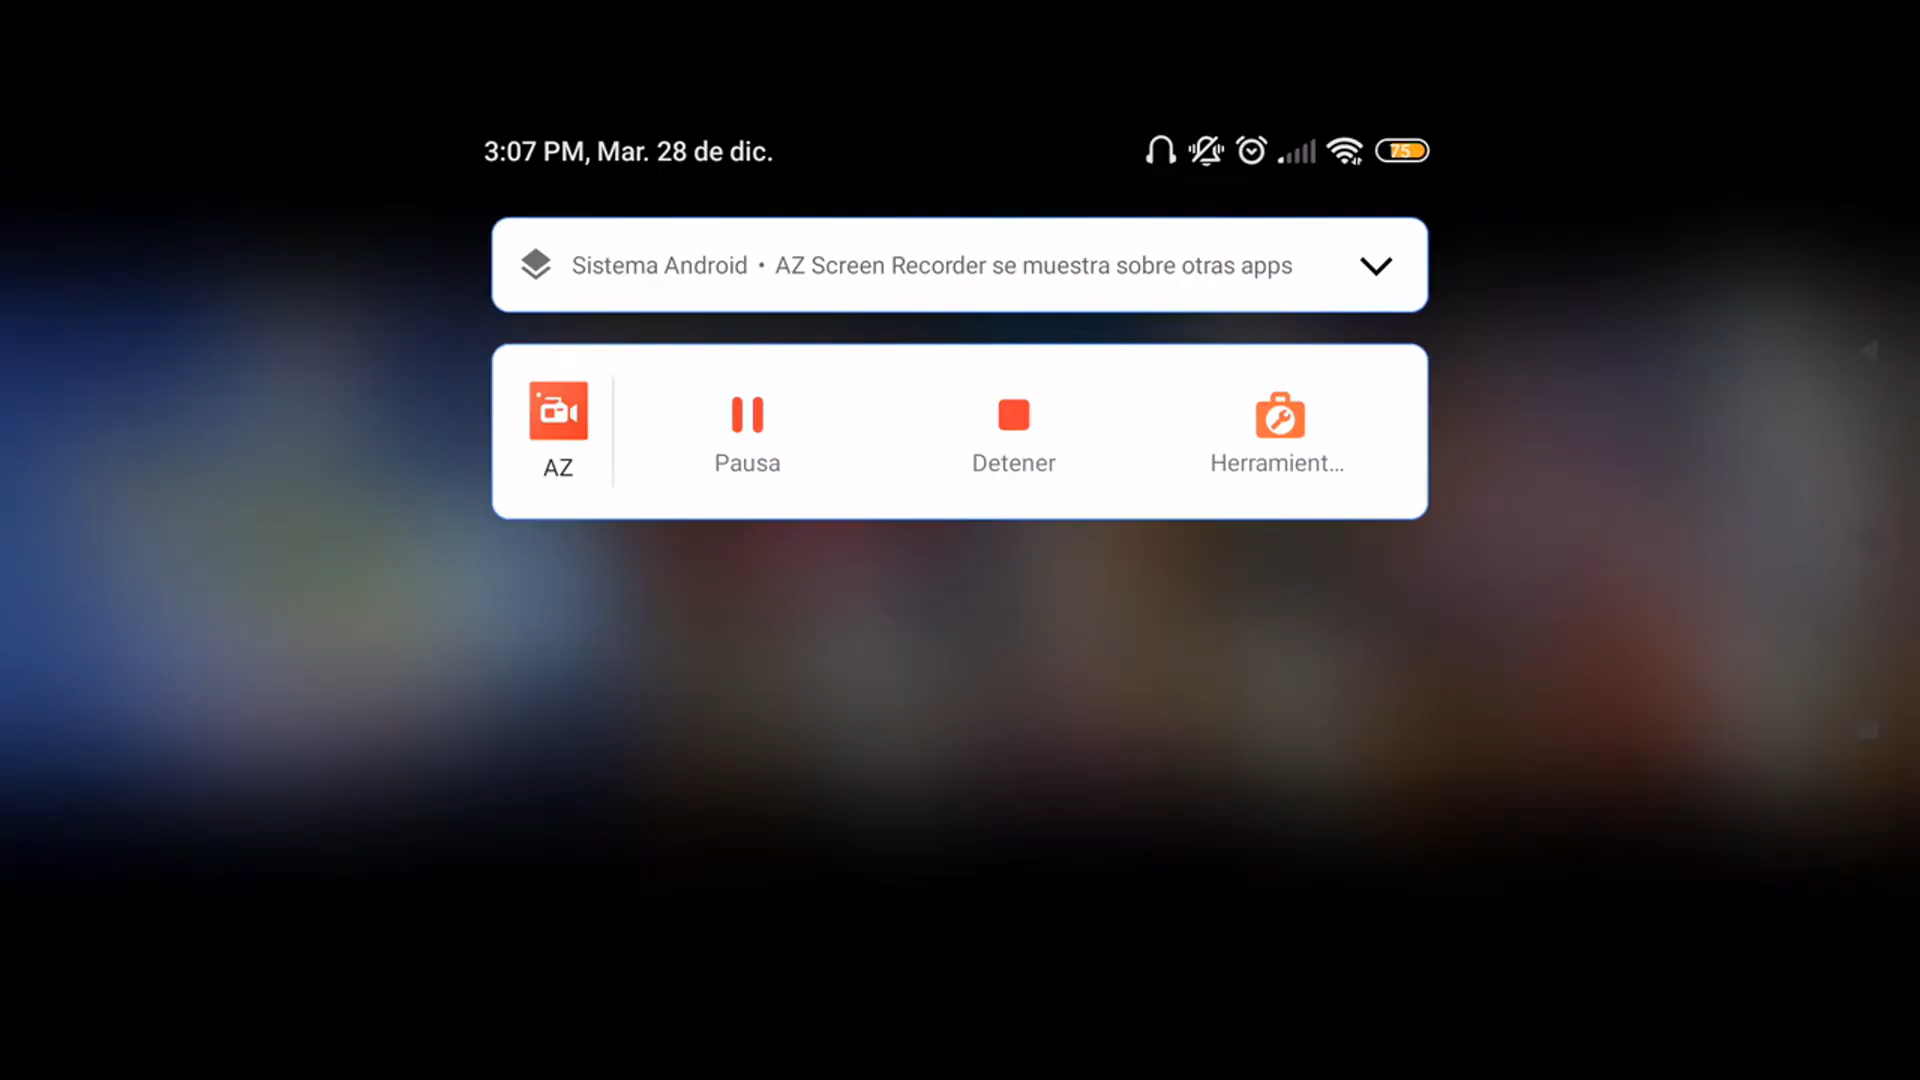 3:07 PM, Mar. 28 de dic.
75
Sistema Android • AZ Screen Recorder se muestra sobre otras apps
AZ
Pausa
Detener
Herramient...